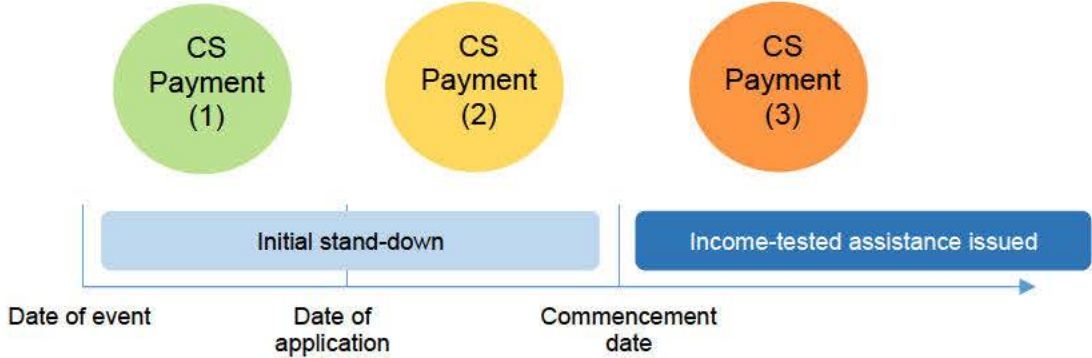 CS
Payment
(1)
CS
Payment
(2)
CS
Payment
(3)
Initial stand-down
Income-tested assistance issued
Date of event
Date of
application
Commencement
date